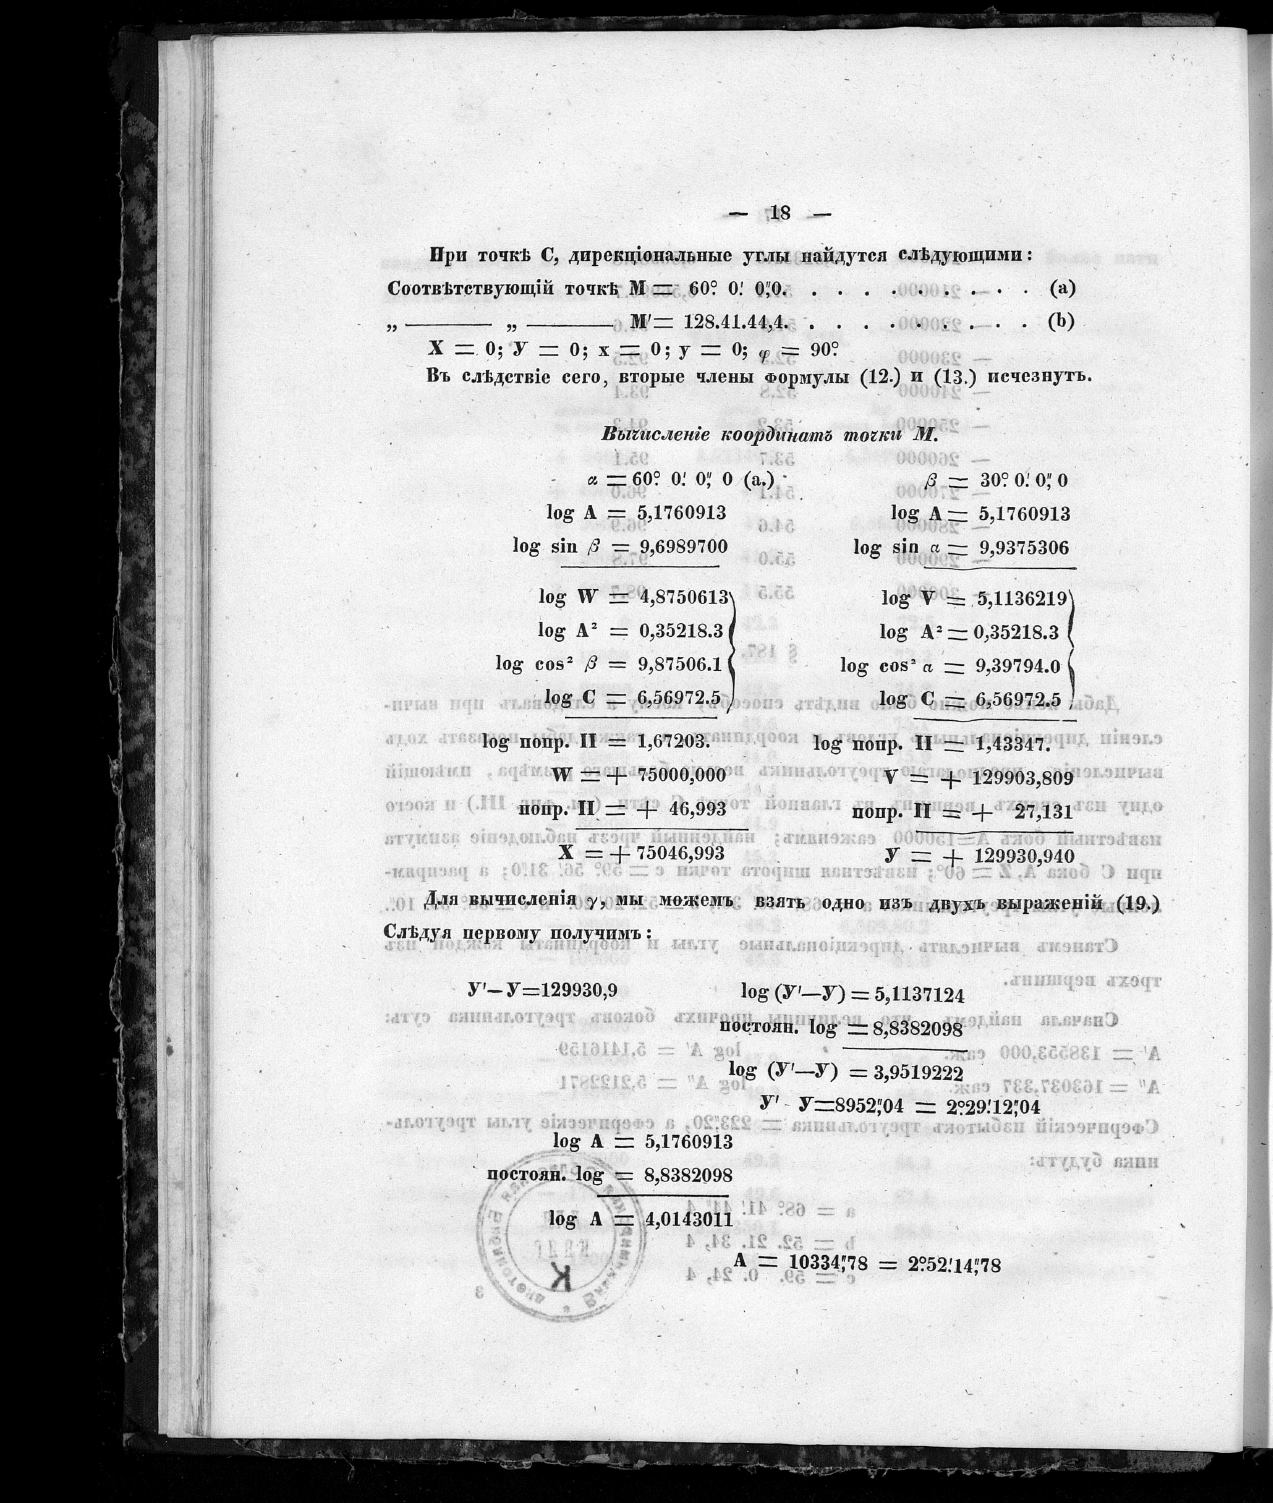 — 18 —
При точкѣ С, дирекціональные углы найдутся слѣдующими:
Соотвѣтствующій точкѣ М = 60°. 0.′ 0″,0. . . . . . . . . . (a)
„ ——— „ ——— М′ = 128.41.44,4. . . . . . . . . . (b)
X = 0; У = 0; x = 0; y = 0; φ = 90°.
Въ слѣдствіе сего, вторые члены формулы (12.) и (13.) исчезнутъ.
Вычисленіе координатъ точки М.
α = 60°. 0.′ 0″, 0 (a.) β = 30°. 0.′ 0″, 0
log A = 5,1760913 log A = 5,1760913
log sin β = 9,6989700 log sin α = 9,9375306
log W = 4,8750613 log V = 5,1136219
log A² = 0,35218.3 log A² = 0,35218.3
log cos² β = 9,87506.1 log cos² α = 9,39794.0
log C = 6,56972.5 log C = 6,56972.5
log попр. II = 1,67203. log попр. II = 1,43347.
W = + 75000,000 V = + 129903,809
попр. II = + 46,993 попр. II = + 27,131
X = + 75046,993 У = + 129930,940
Для вычисленія γ, мы можемъ взять одно изъ двухъ выраженій (19.)
Слѣдуя первому получимъ:
У′—У=129930,9 log (У′—У) = 5,1137124
постоян. log = 8,8382098
log (У′—У) = 3,9519222
У′ - У=8952″,04 = 2°.29.′12″,04
log A = 5,1760913
постоян. log = 8,8382098
log A = 4,0143011
A = 10334″,78 = 2°.52.′14″,78
К